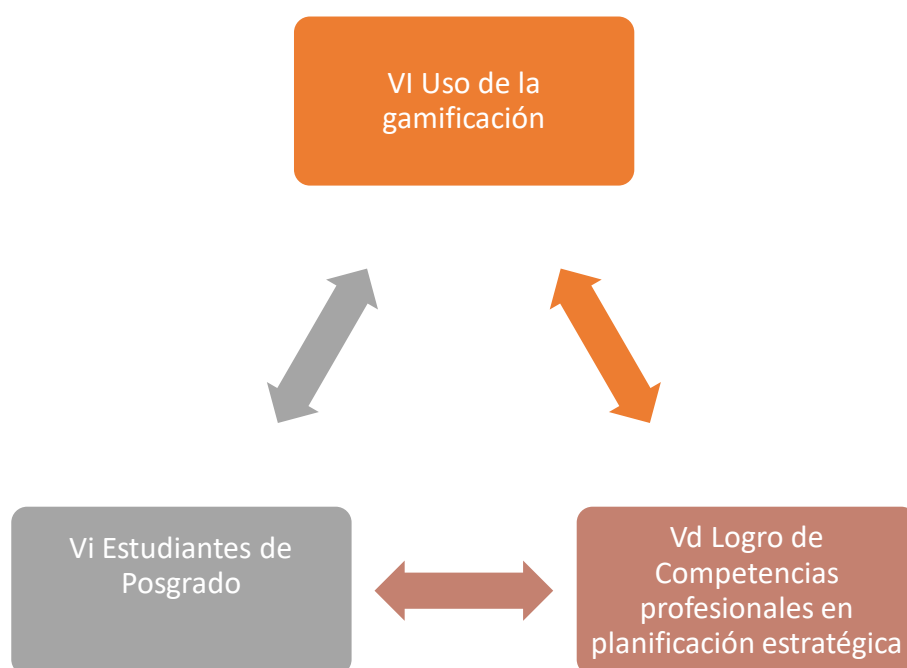 VI Uso de la
gamificación
Vi Estudiantes de
Posgrado
Vd Logro de
Competencias
profesionales en
planificación estratégica